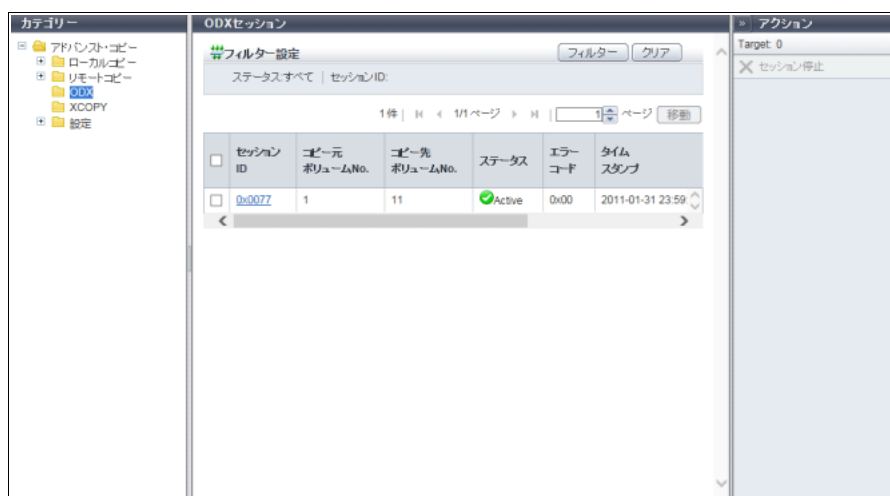 カテゴリー
アドバンスト・コピー
ローカルコピー
リモートコピー
ODX
XCOPY
設定
ODXセッション
フィルター設定
フィルター
クリア
ステータス:すべて | セッションID:
1件 | 1/1ページ | 1 ページ 移動
セッション ID
コピー元 ボリュームNo.
コピー先 ボリュームNo.
ステータス
エラー コード
タイム スタンプ
0x0077 1 11 Active 0x00 2011-01-31 23:59:
» アクション
Target: 0
セッション停止